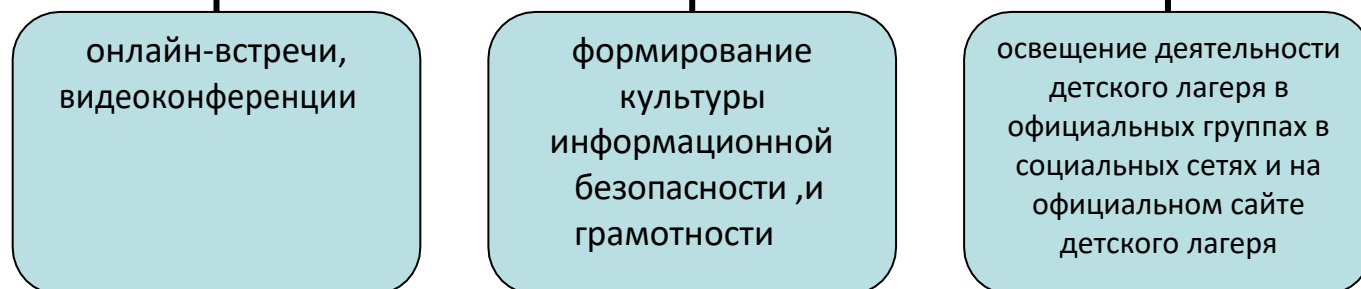 онлайн-встречи,
видеоконференции
формирование
культуры
информационной
безопасности ,и
грамотности
освещение деятельности
детского лагеря в
официальных группах в
социальных сетях и на
официальном сайте
детского лагеря